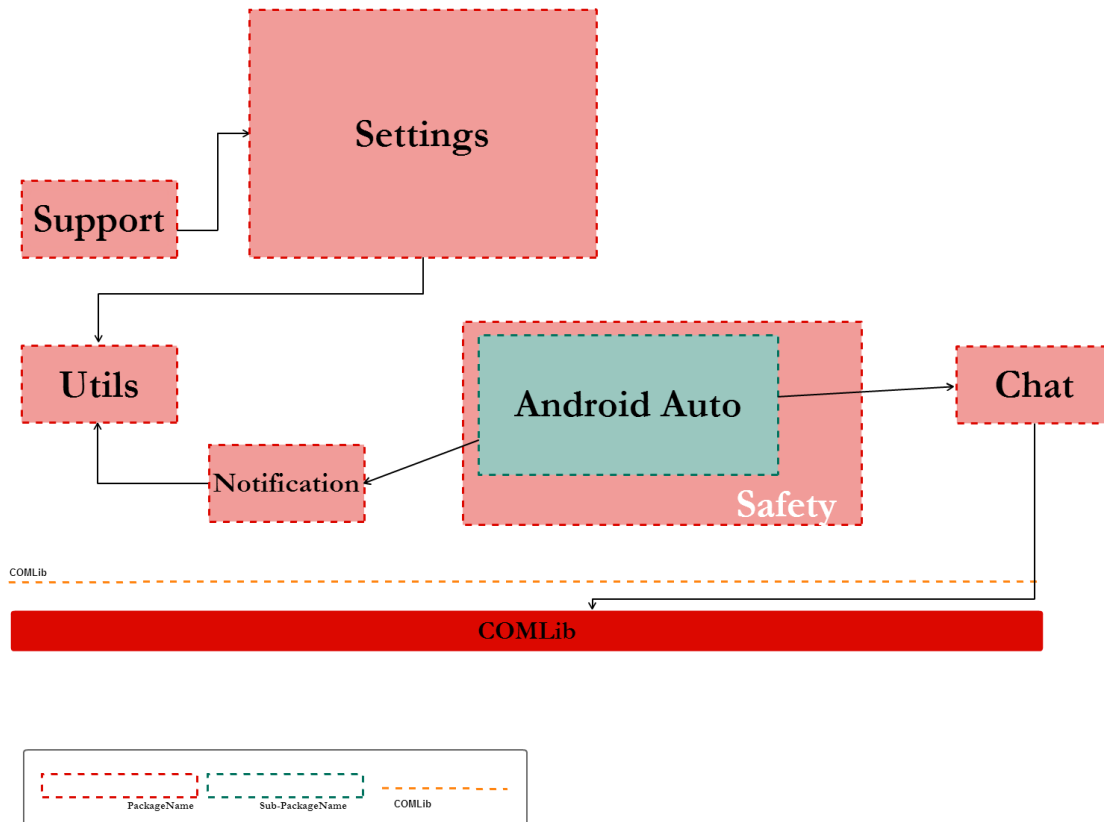 Settings
Support
Utils
Android Auto
Chat
Notification
Safety
COMLib
COMLib
PackageName
Sub-PackageName
COMLib